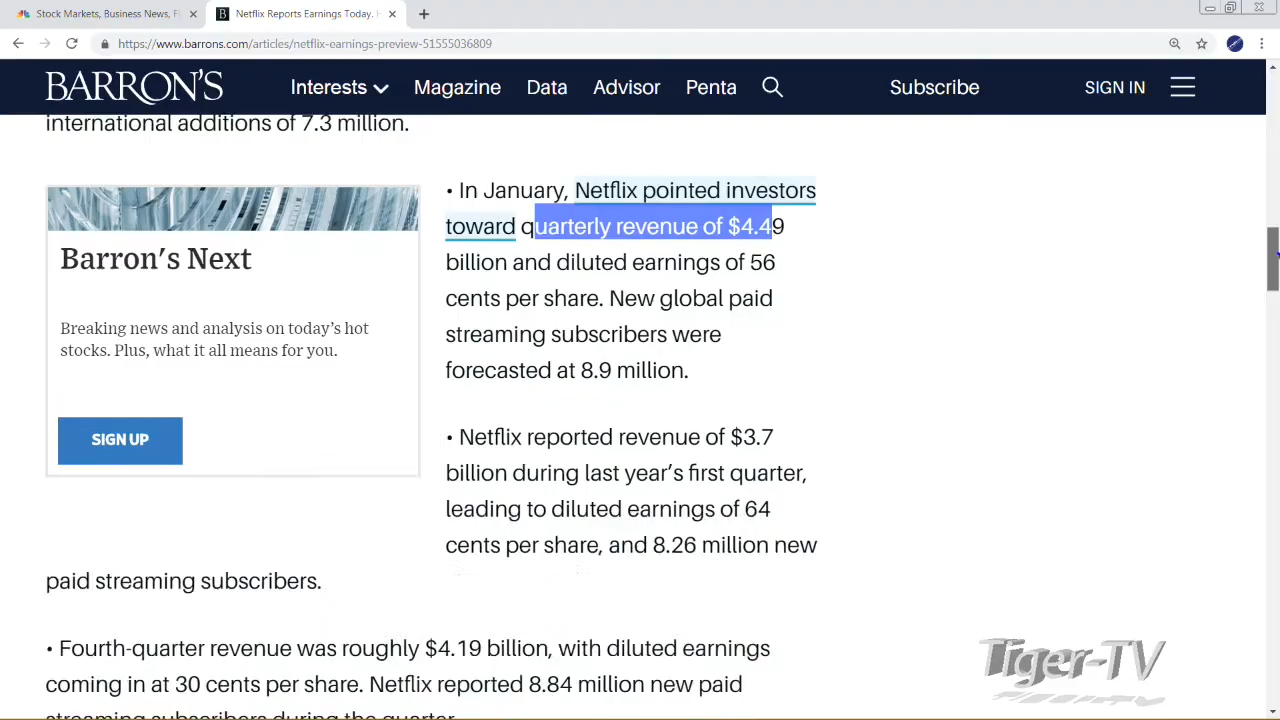 Stock Markets, Business News, F
Netflix Reports Earnings Today. H
https://www.barrons.com/articles/netflix-earnings-preview-51555036809
BARRON'S
Interests
Magazine
Data
Advisor
Penta
Subscribe
SIGN IN
international additions of 7.3 million.
Barron's Next
Breaking news and analysis on today's hot
stocks. Plus, what it all means for you.
SIGN UP
• In January, Netflix pointed investors
toward quarterly revenue of $4.49
billion and diluted earnings of 56
cents per share. New global paid
streaming subscribers were
forecasted at 8.9 million.
• Netflix reported revenue of $3.7
billion during last year's first quarter,
leading to diluted earnings of 64
cents per share, and 8.26 million new
paid streaming subscribers.
• Fourth-quarter revenue was roughly $4.19 billion, with diluted earnings
coming in at 30 cents per share. Netflix reported 8.84 million new paid
streaming subscribers during the quarter.
Tiger-TV